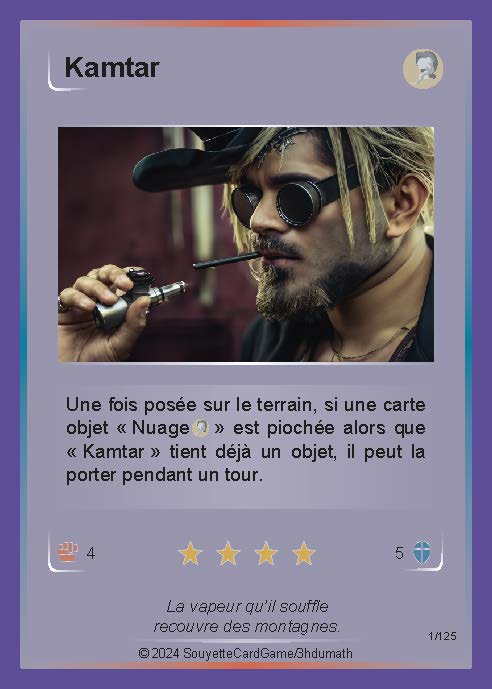 Kamtar
Une fois posée sur le terrain, si une carte
objet « Nuage » est piochée alors que
« Kamtar » tient déjà un objet, il peut la
porter pendant un tour.
4
5
La vapeur qu'il souffle
recouvre des montagnes.
1/125
© 2024 SouyetteCardGame/3hdumath